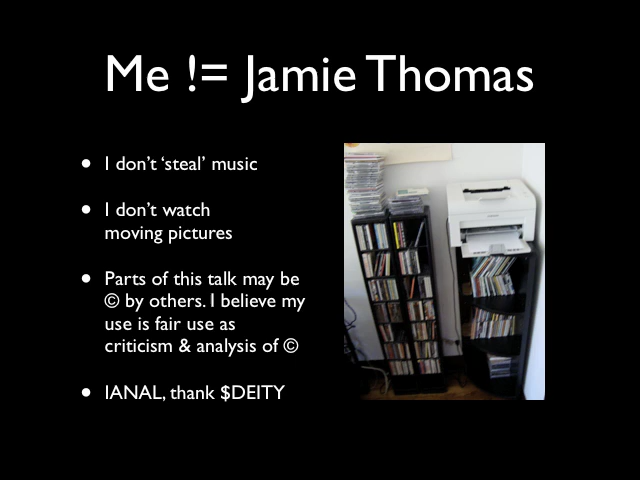 Me != Jamie Thomas
• I don’t ‘steal’ music
• I don’t watch
moving pictures
• Parts of this talk may be
© by others. I believe my
use is fair use as
criticism & analysis of ©
• IANAL, thank $DEITY